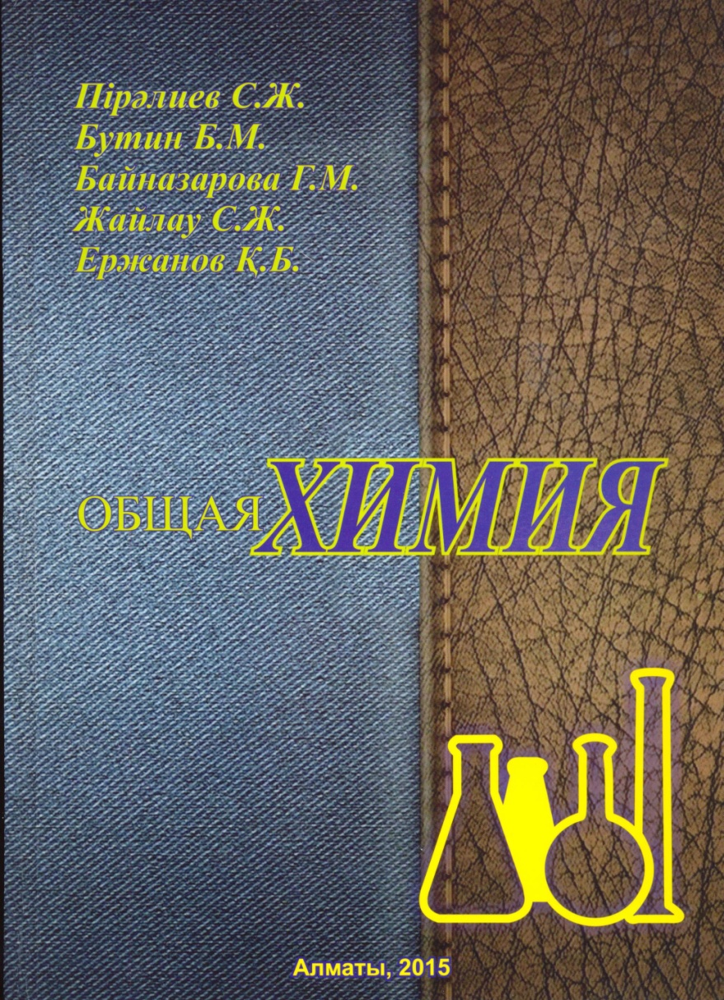 Пірәлиев С.Ж.
Бутин Б.М.
Байназарова Г.М.
Жайлау С.Ж.
Ержанов Қ.Б.
ОБЩАЯ ХИМИЯ
Алматы, 2015